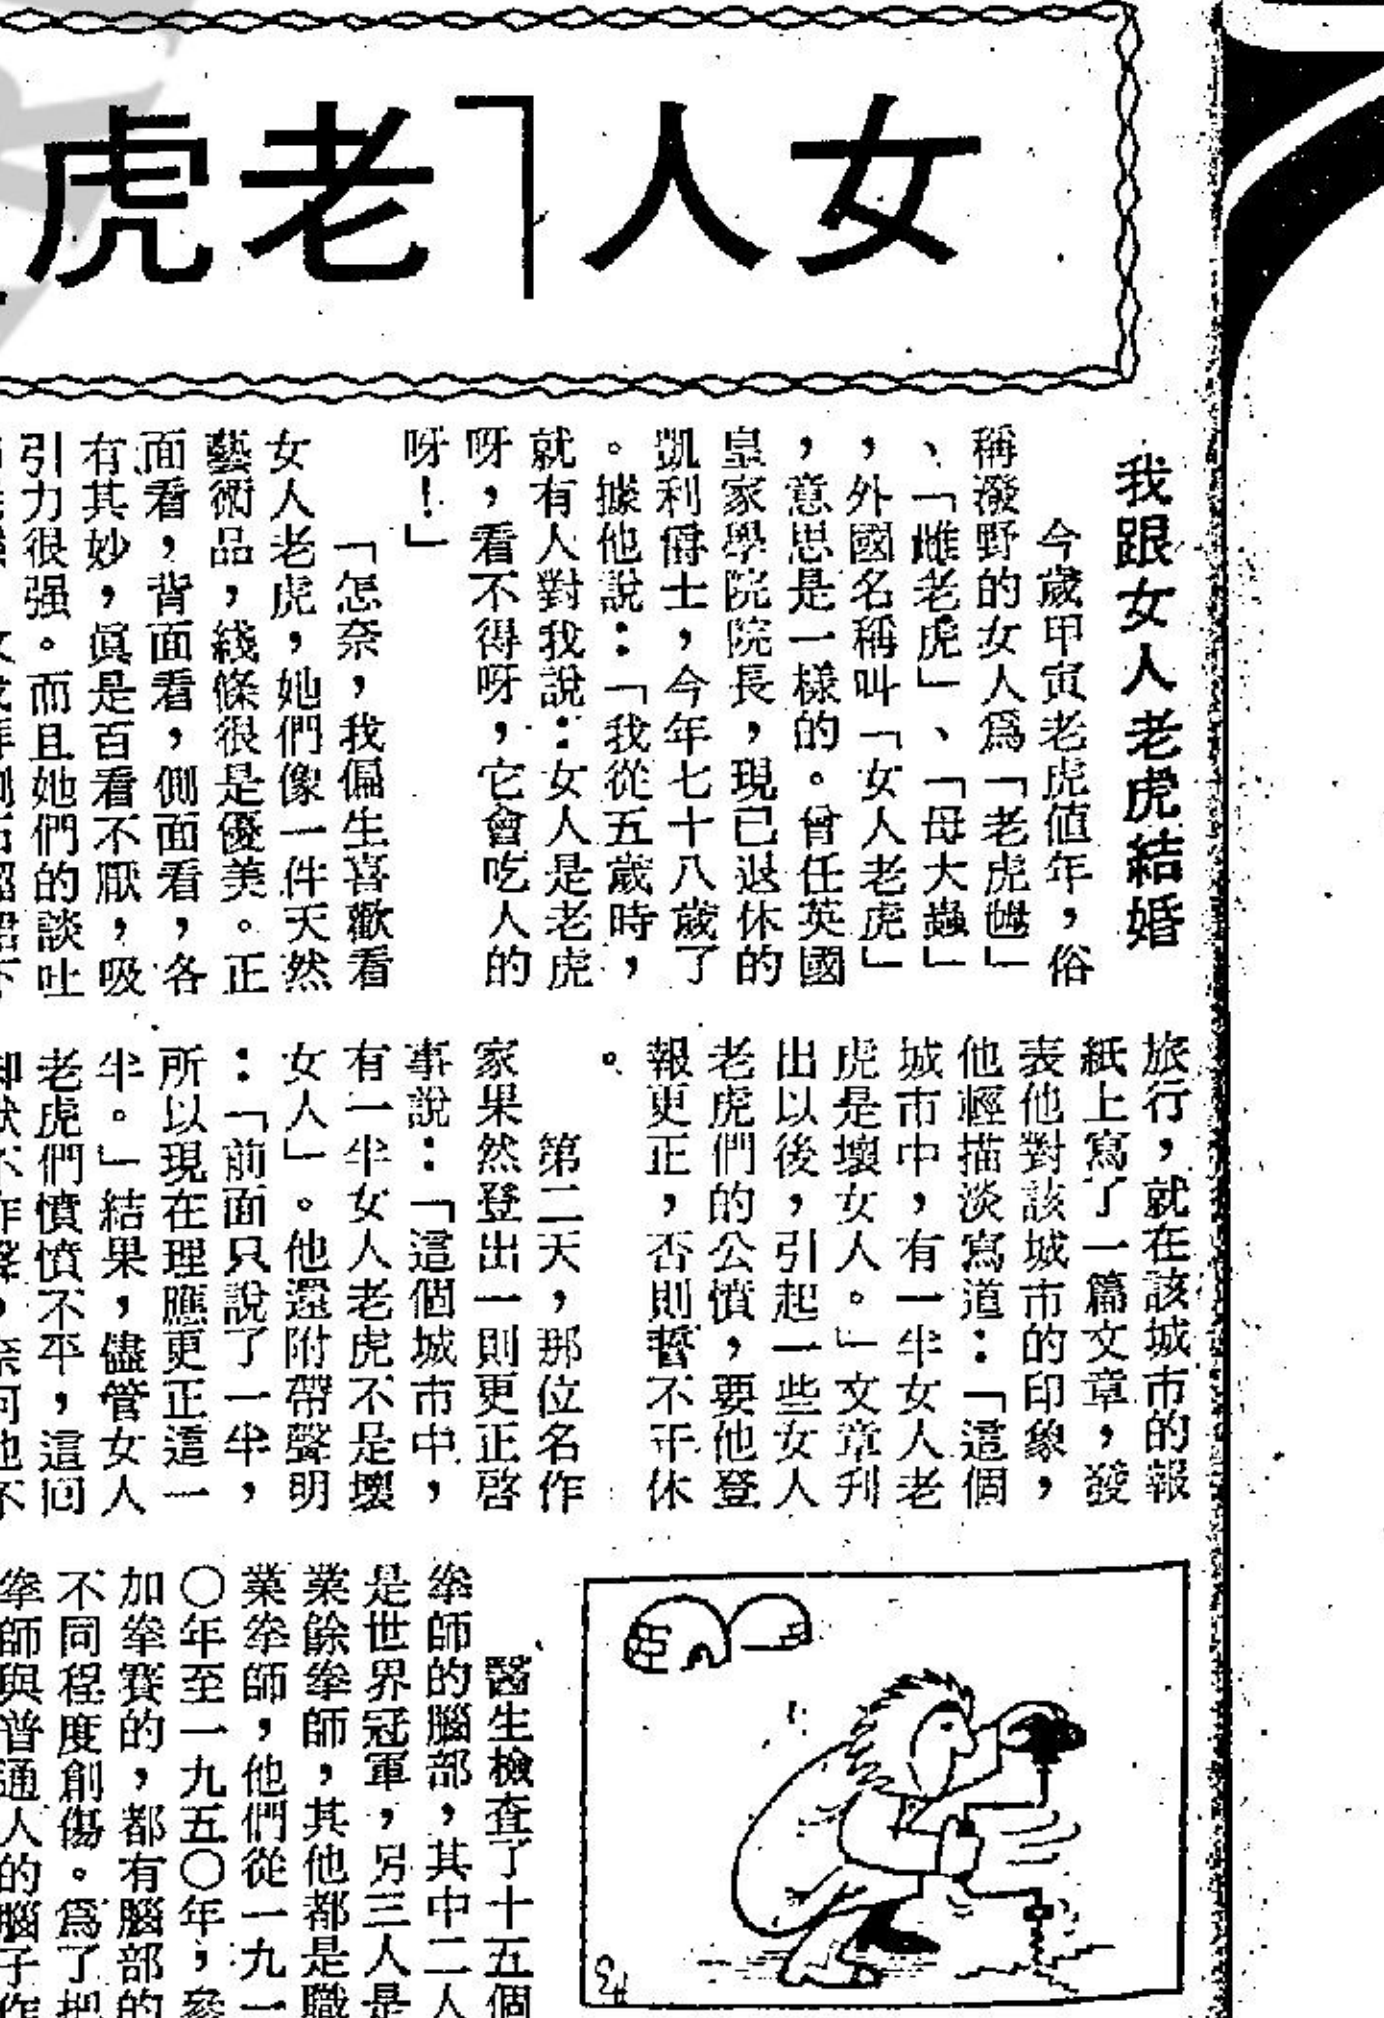 女人「老虎
我跟女人老虎結婚
今歲甲寅老虎值年，俗
稱潑野的女人爲「老虎乸」
、「雌老虎」、「母大蟲」
，外國名稱叫「女人老虎」
，意思是一樣的。曾任英國
皇家學院院長，現已退休的
凱利爵士，今年七十八歲了
。據他說：「我從五歲時，
就有人對我說：女人是老虎
呀，看不得呀，它會吃人的
呀！」
「怎奈，我偏生喜歡看
女人老虎，她們像一件天然
藝術品，綫條很是優美。正
面看，背面看，側面看，各
有其妙，眞是百看不厭，吸
引力很强。而且她們的談吐
旅行，就在該城市的報
紙上寫了一篇文章，發
表他對該城市的印象，
他輕描淡寫道：「這個
城市中，有一半女人老
虎是壞女人。」文章刋
出以後，引起一些女人
老虎們的公憤，要他登
報更正，否則誓不干休
。
第二天，那位名作
家果然登出一則更正啓
事說：「這個城市中，
有一半女人老虎不是壞
女人」。他還附帶聲明
：「前面只說了一半，
所以現在理應更正這一
半。」結果，儘管女人
老虎們憤憤不平，這回
醫生檢查了十五個
拳師的腦部，其中二人
是世界冠軍，另三人是
業餘拳師，其他都是職
業拳師，他們從一九一
〇年至一九五〇年，參
加拳賽的，都有腦部的
不同程度創傷。爲了把
拳師與普通人的腦子作